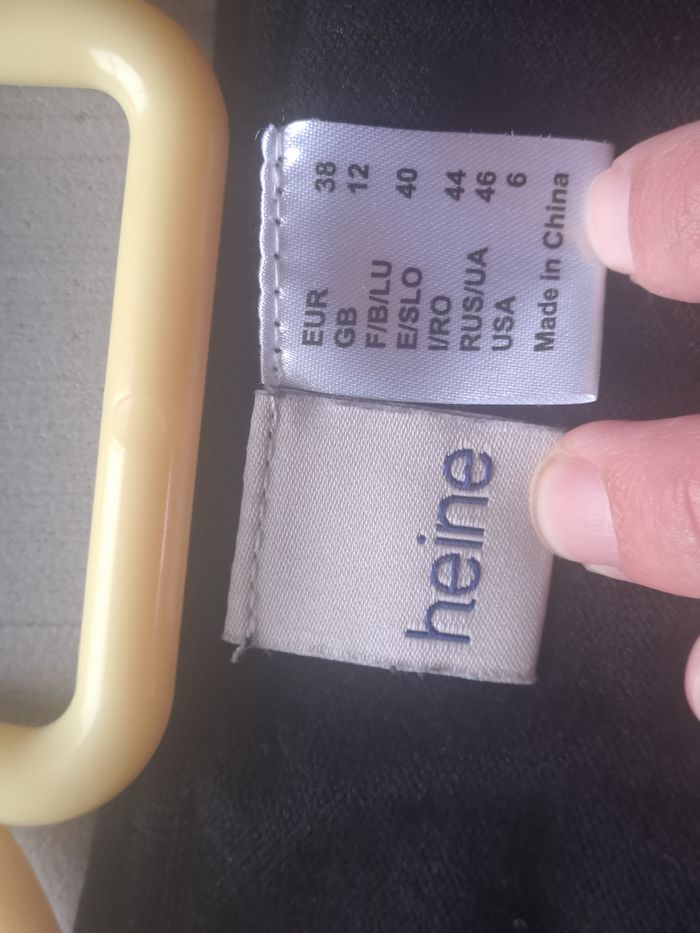 heine
EUR 38
GB 12
F/B/LU
E/SLO 40
I/RO 44
RUS/UA 46
USA 6
Made In China